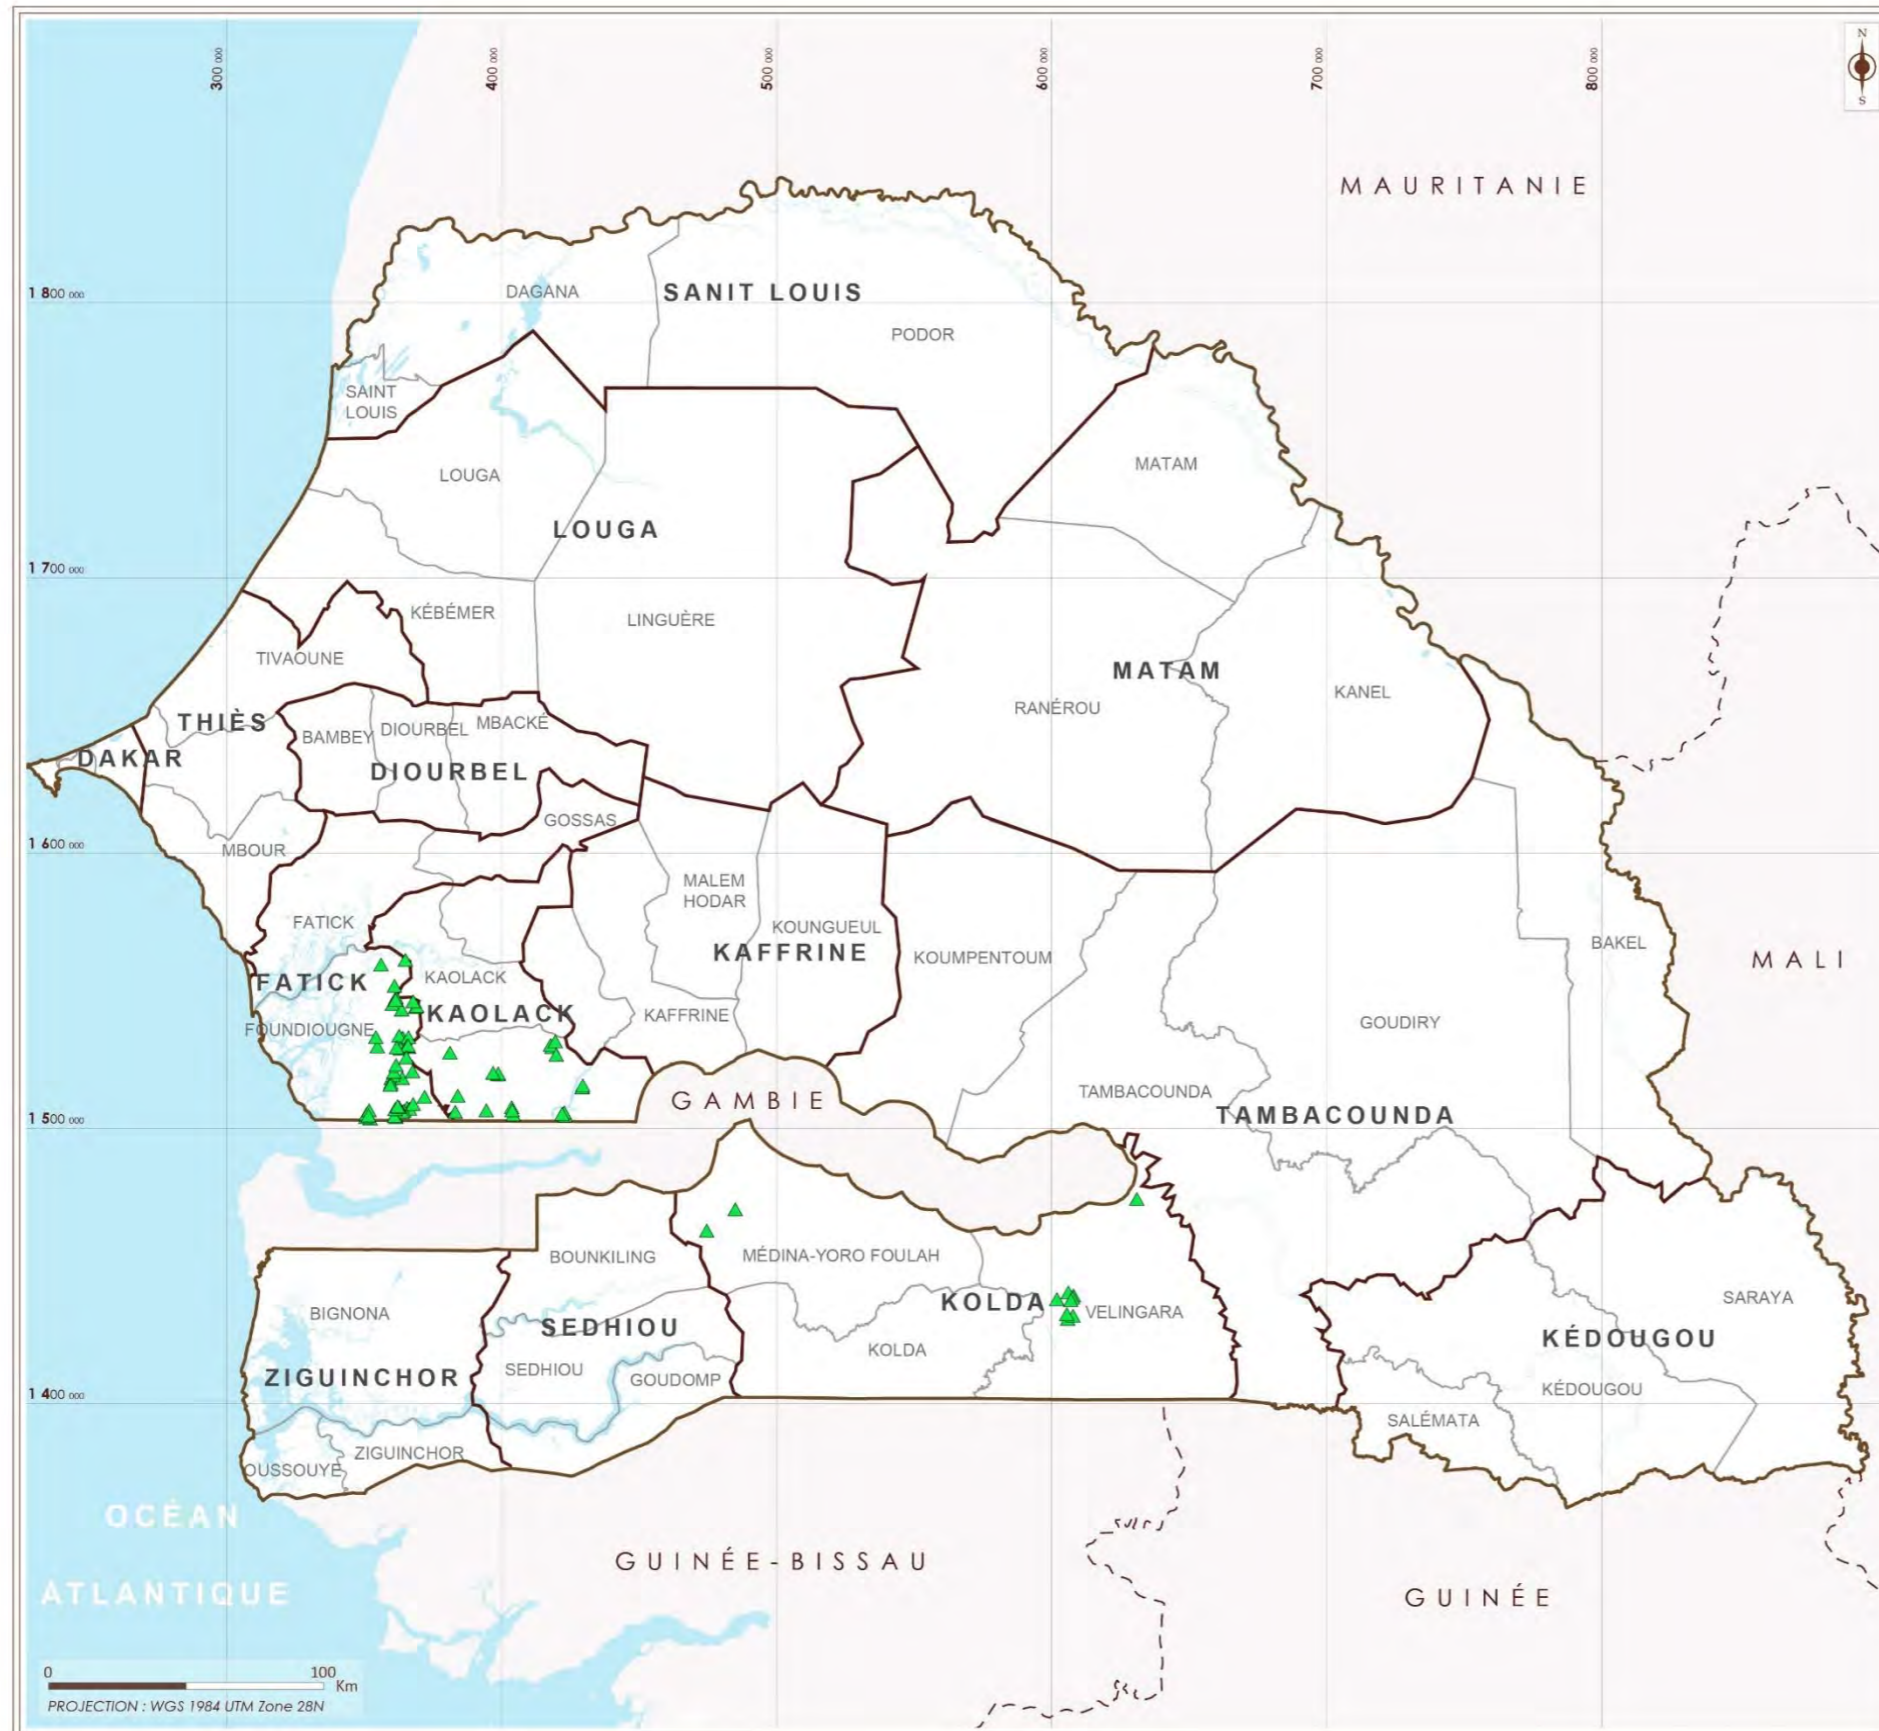 300 000
400 000
500 000
600 000
700 000
800 000
N
S
MAURITANIE
1 800 000
DAGANA
SANIT LOUIS
PODOR
SAINT
LOUIS
MATAM
LOUGA
LOUGA
1 700 000
KÉBÉMER
LINGUÈRE
TIVAOUNE
MATAM
KANEL
RANÉROU
THIÈS
BAMBEY
DIOURBEL
MBACKÉ
DAKAR
DIOURBEL
GOSSAS
1 600 000
MBOUR
MALEM
HODAR
FATICK
KOUNGUEUL
KAFFRINE
KOUMPENTOUM
BAKEL
MALI
FATICK
KAOLACK
KAOLACK
KAFFRINE
FOUNDIOUGNE
GOUDIRY
GAMBIE
TAMBACOUNDA
TAMBACOUNDA
1 500 000
BOUNKILING
MÉDINA-YORO FOULAH
SARAYA
BIGNONA
KOLDA
VELINGARA
SEDHIOU
KÉDOUGOU
KOLDA
SEDHIOU
GOUDOMP
ZIGUINCHOR
KÉDOUGOU
1 400 000
SALÉMATA
ZIGUINCHOR
OUSSOUYE
OCÉAN
ATLANTIQUE
GUINÉE-BISSAU
GUINÉE
0 100
Km
PROJECTION : WGS 1984 UTM Zone 28N